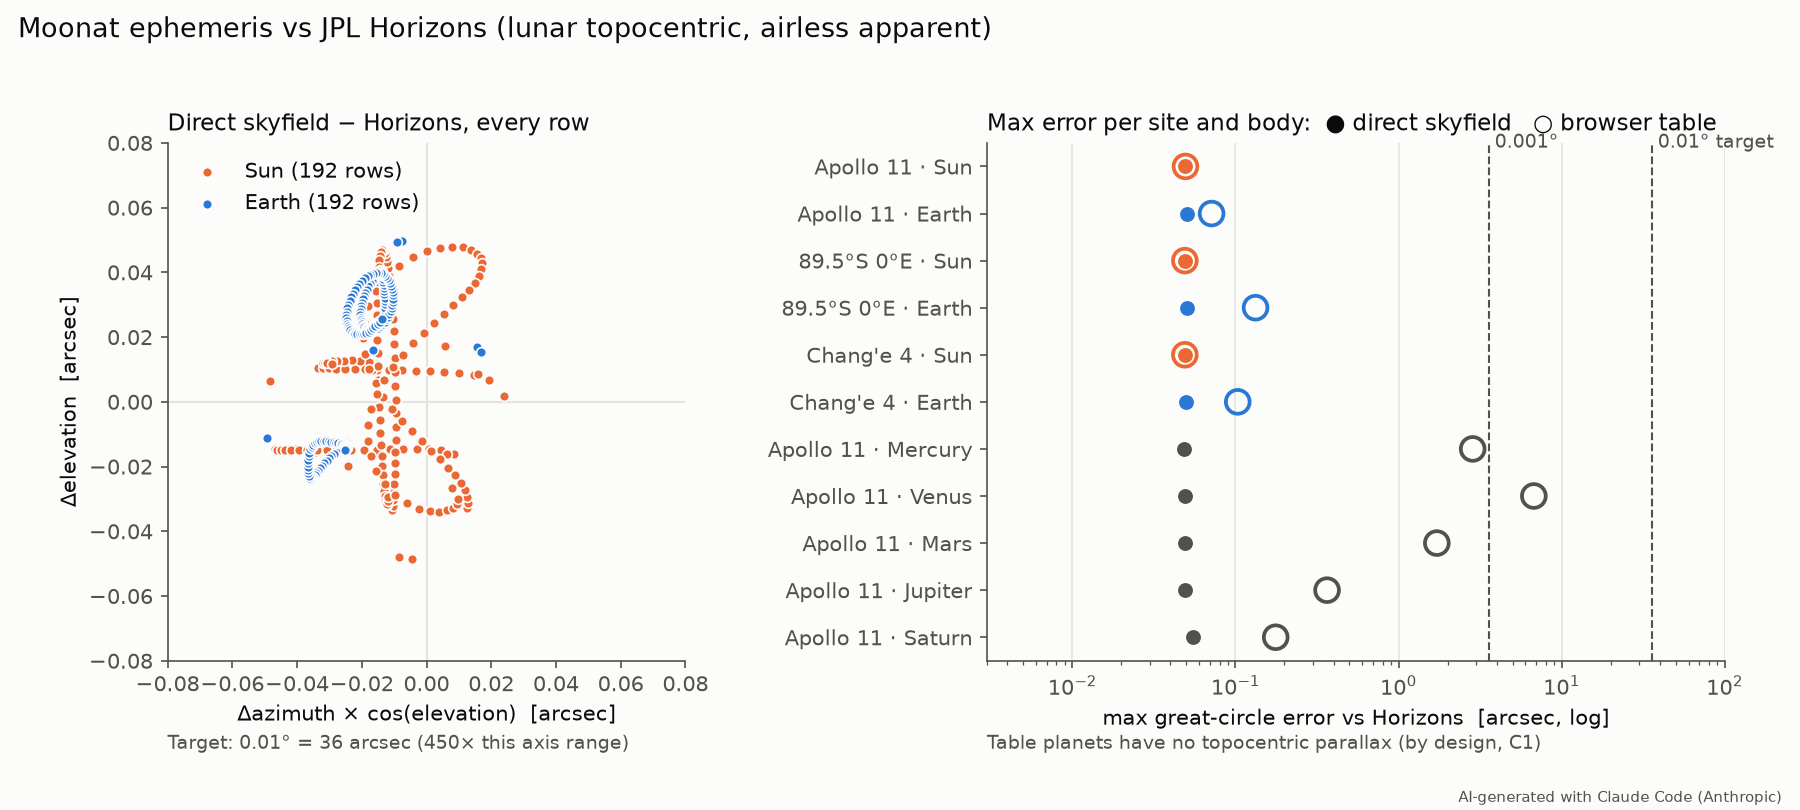 Moonat ephemeris vs JPL Horizons (lunar topocentric, airless apparent)
Direct skyfield − Horizons, every row
Sun (192 rows)
Earth (192 rows)
0.08
0.06
0.04
0.02
0.00
−0.02
−0.04
−0.06
−0.08
Δelevation [arcsec]
−0.08 −0.06 −0.04 −0.02 0.00 0.02 0.04 0.06 0.08
Δazimuth × cos(elevation) [arcsec]
Target: 0.01° = 36 arcsec (450× this axis range)
Max error per site and body: direct skyfield browser table
0.001° 0.01° target
Apollo 11 · Sun
Apollo 11 · Earth
89.5°S 0°E · Sun
89.5°S 0°E · Earth
Chang'e 4 · Sun
Chang'e 4 · Earth
Apollo 11 · Mercury
Apollo 11 · Venus
Apollo 11 · Mars
Apollo 11 · Jupiter
Apollo 11 · Saturn
10⁻² 10⁻¹ 10⁰ 10¹ 10²
max great-circle error vs Horizons [arcsec, log]
Table planets have no topocentric parallax (by design, C1)
AI-generated with Claude Code (Anthropic)